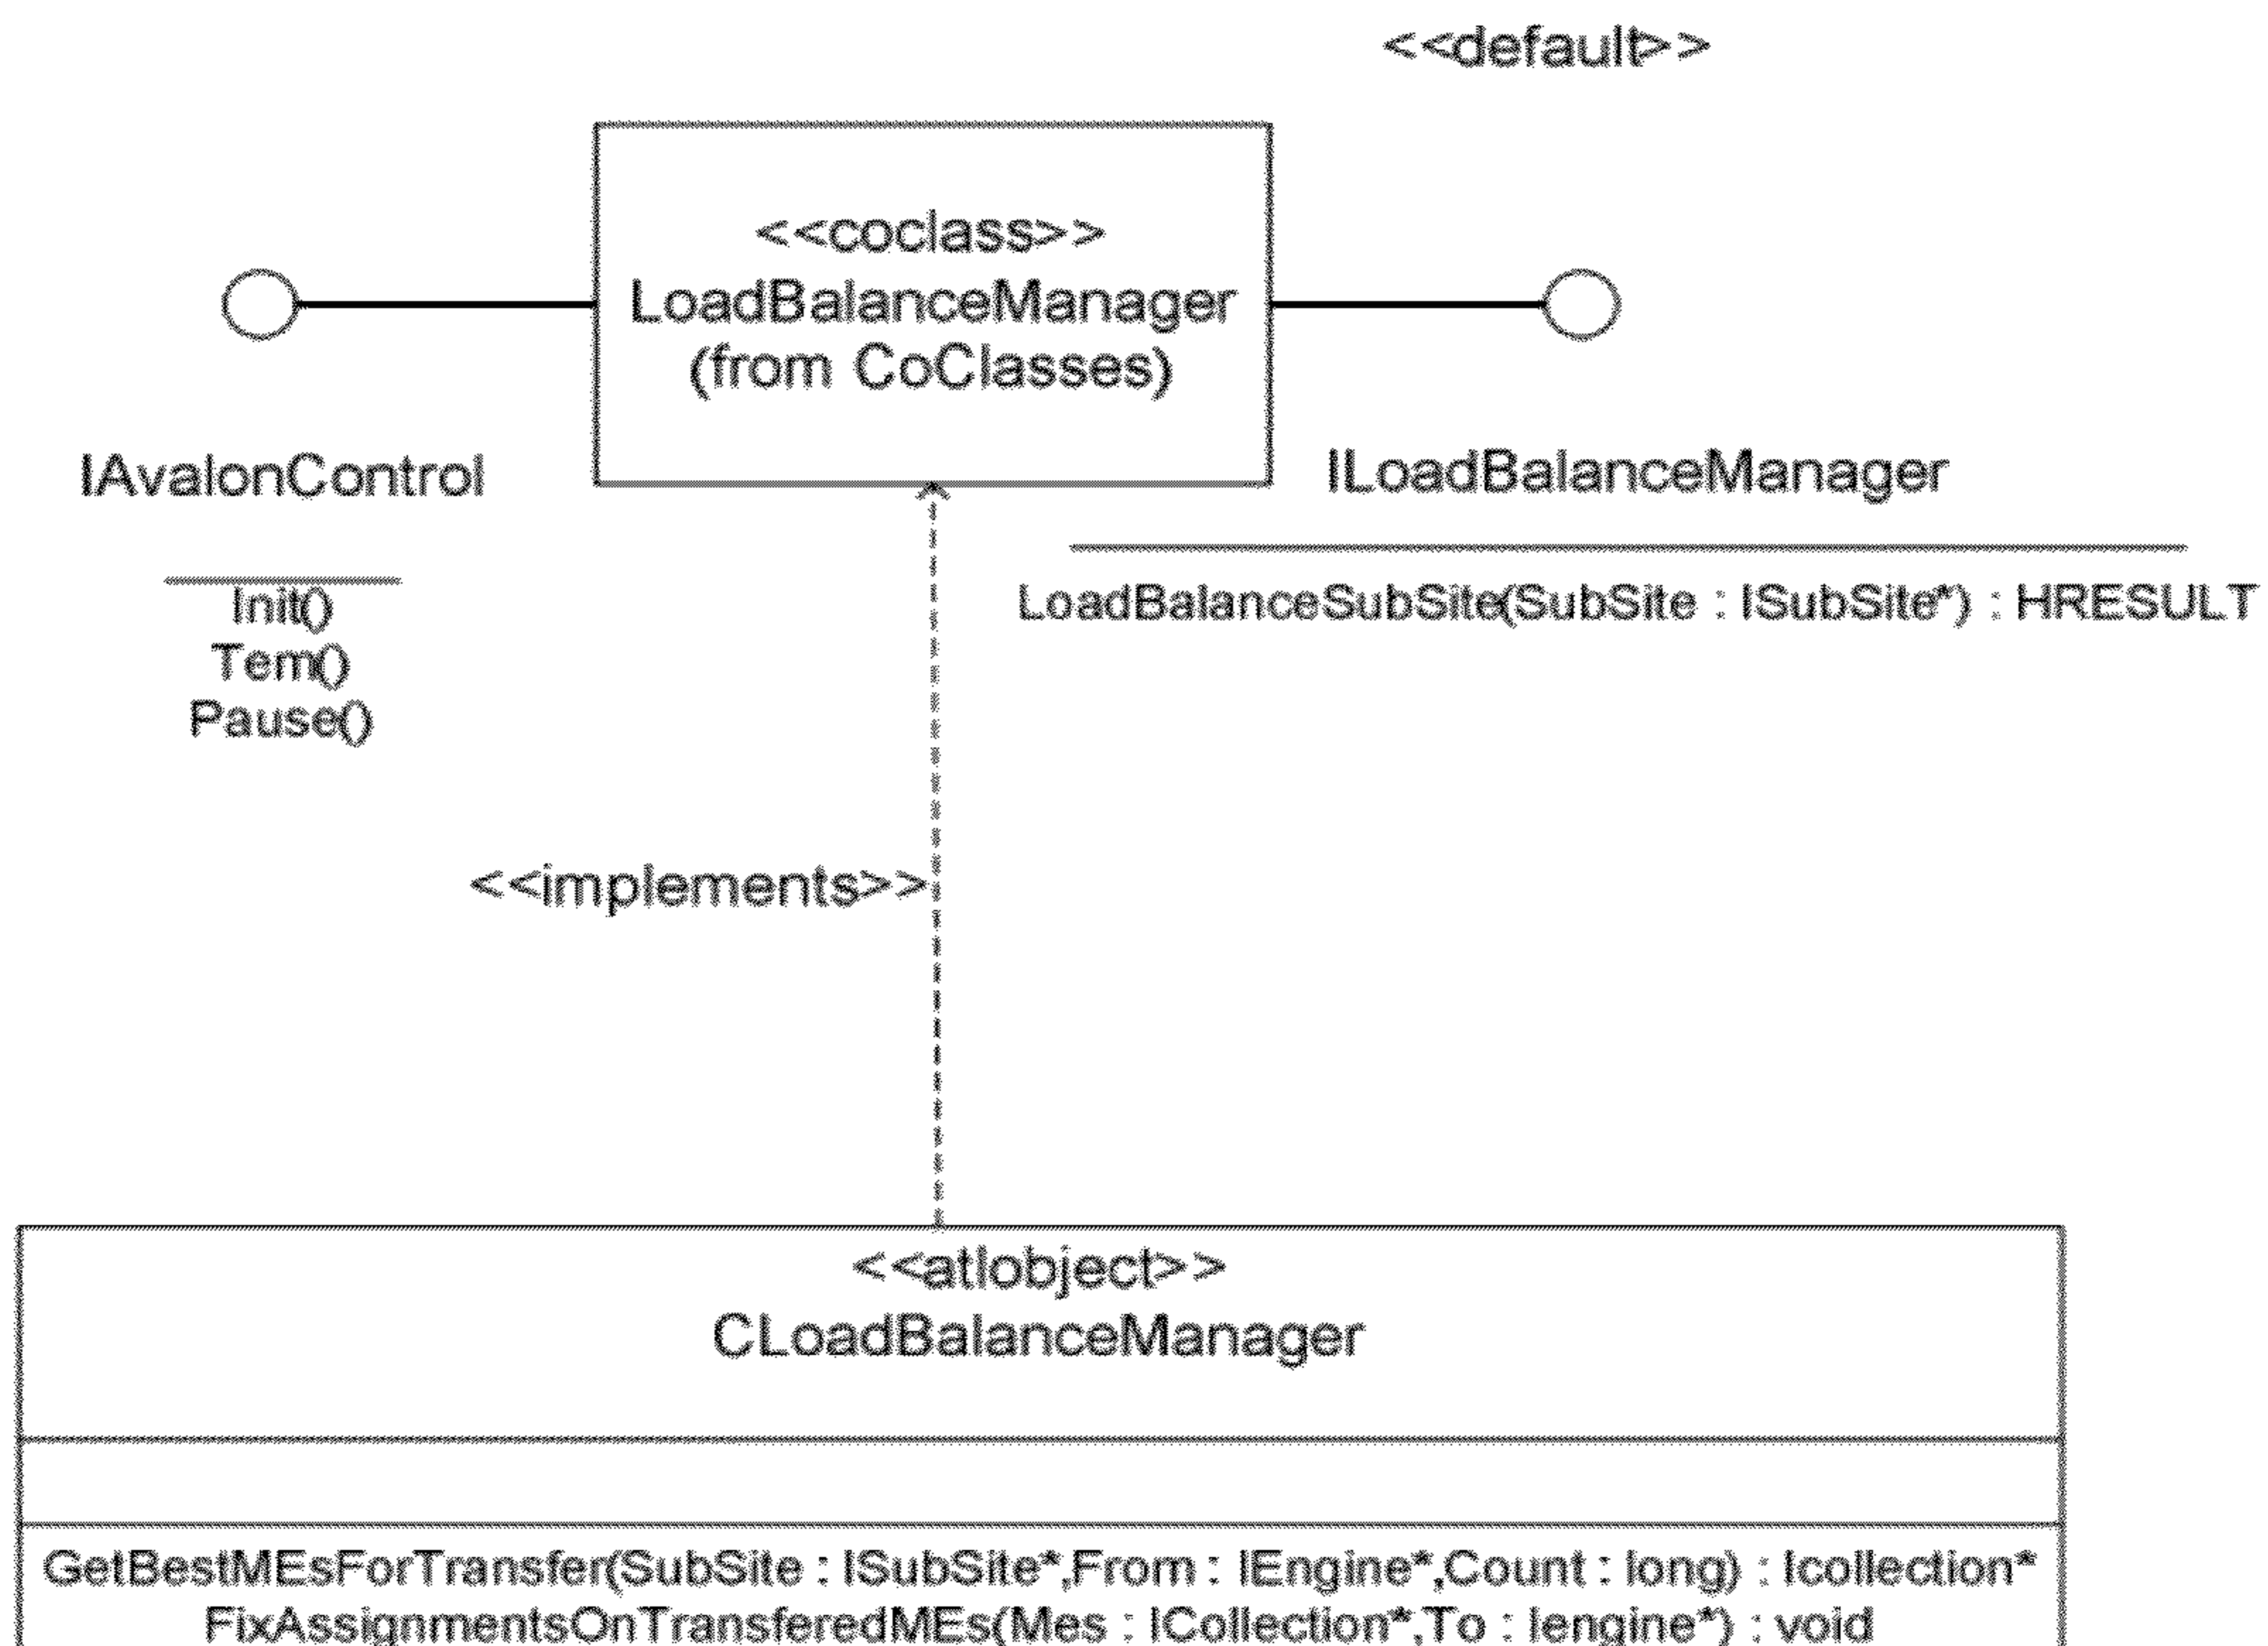 <<default>>
<<coclass>>
LoadBalanceManager
(from CoClasses)
IAvalonControl
ILoadBalanceManager
Init()
Tem()
Pause()
LoadBalanceSubSite(SubSite : ISubSite*) : HRESULT
<<implements>>
<<atlobject>>
CLoadBalanceManager
GetBestMEsForTransfer(SubSite : ISubSite*,From : IEngine*,Count : long) : Icollection*
FixAssignmentsOnTransferedMEs(Mes : ICollection*,To : Iengine*) : void